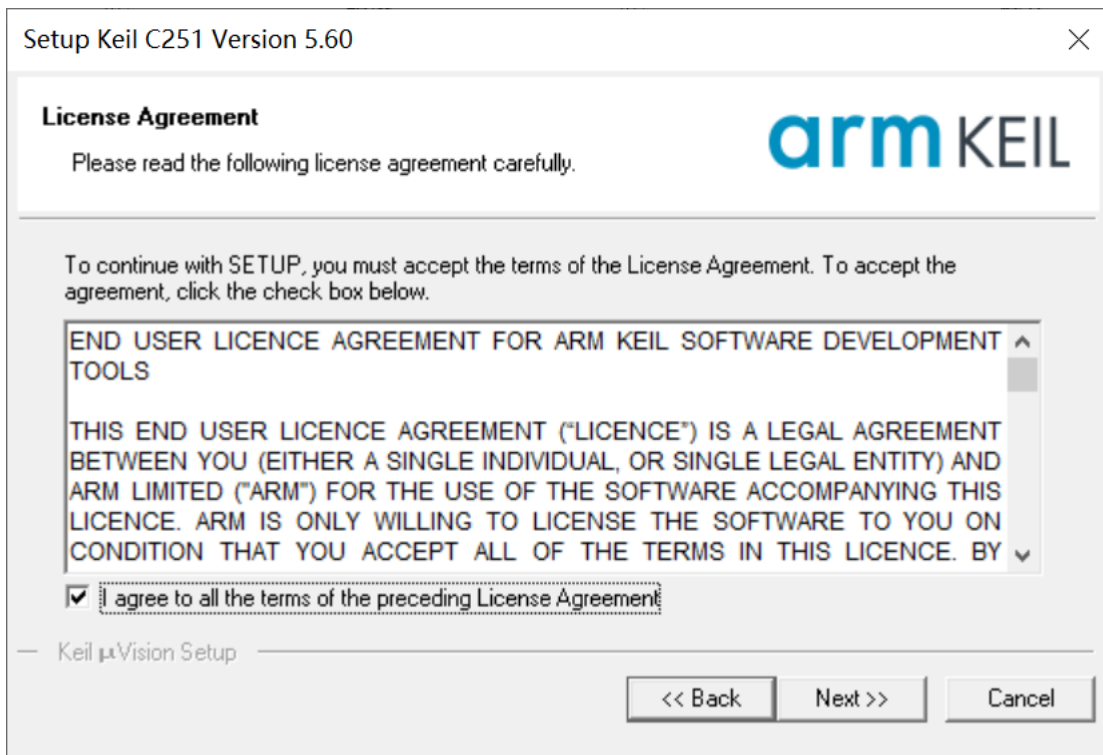 Setup Keil C251 Version 5.60
License Agreement
Please read the following license agreement carefully.
arm KEIL
To continue with SETUP, you must accept the terms of the License Agreement. To accept the
agreement, click the check box below.
END USER LICENCE AGREEMENT FOR ARM KEIL SOFTWARE DEVELOPMENT
TOOLS
THIS END USER LICENCE AGREEMENT (“LICENCE”) IS A LEGAL AGREEMENT
BETWEEN YOU (EITHER A SINGLE INDIVIDUAL, OR SINGLE LEGAL ENTITY) AND
ARM LIMITED ("ARM") FOR THE USE OF THE SOFTWARE ACCOMPANYING THIS
LICENCE. ARM IS ONLY WILLING TO LICENSE THE SOFTWARE TO YOU ON
CONDITION THAT YOU ACCEPT ALL OF THE TERMS IN THIS LICENCE. BY
I agree to all the terms of the preceding License Agreement
Keil µVision Setup
<< Back Next >> Cancel